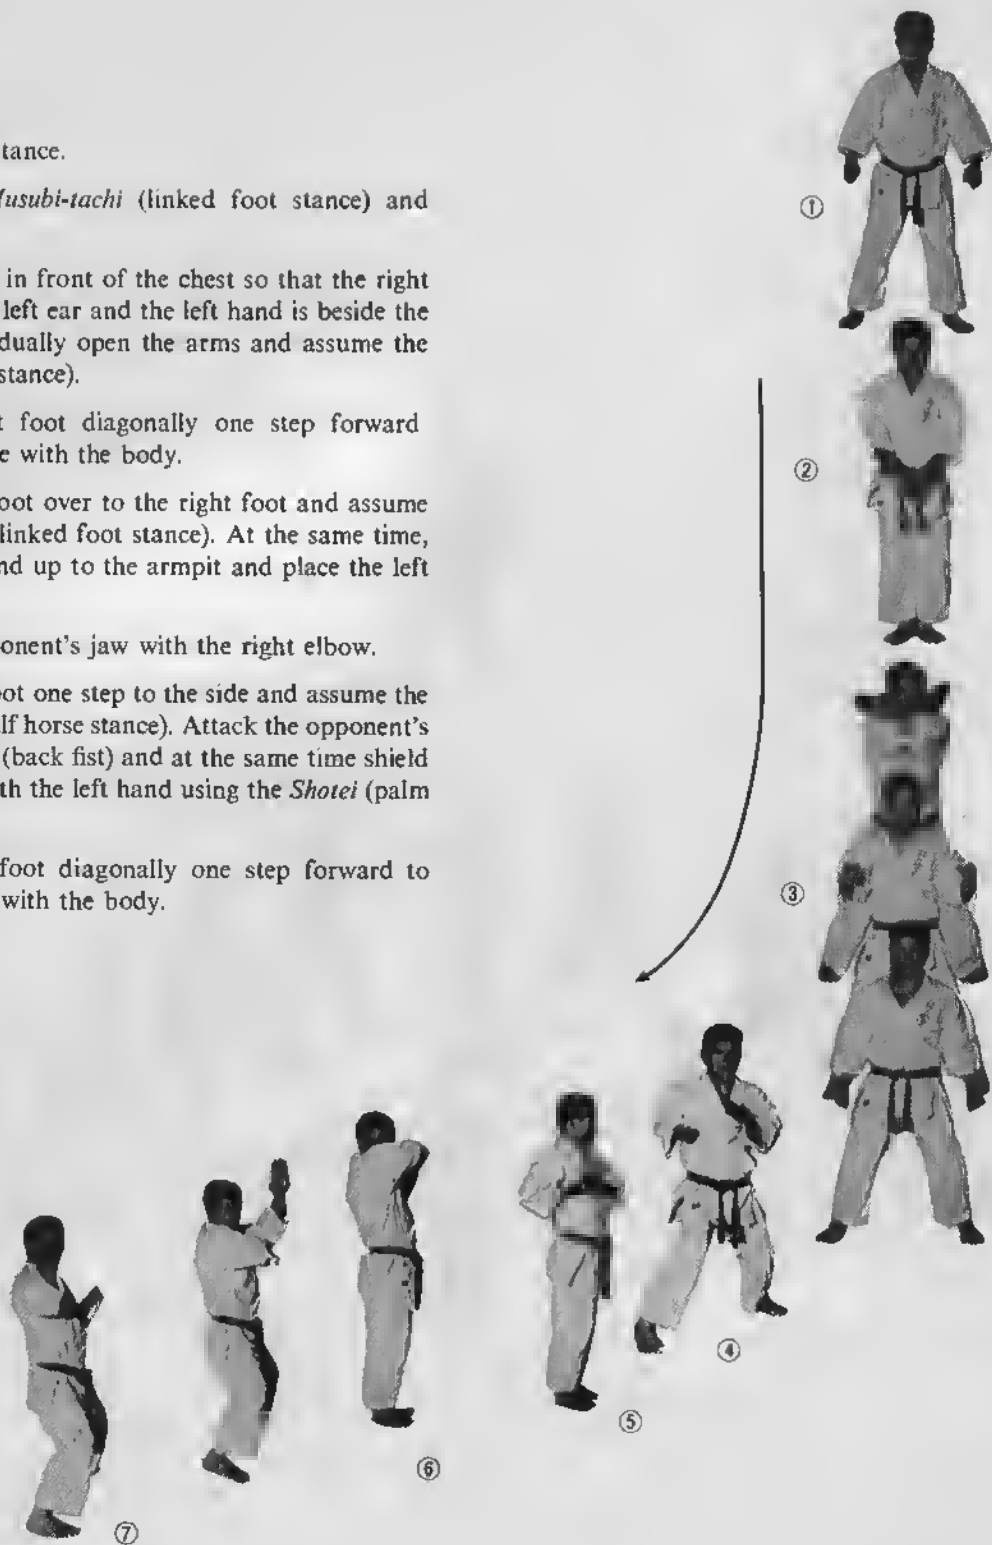 tance.
usubi-tachi (linked foot stance) and
in front of the chest so that the right
left ear and the left hand is beside the
dually open the arms and assume the
stance).
t foot diagonally one step forward
e with the body.
oot over to the right foot and assume
linked foot stance). At the same time,
nd up to the armpit and place the left
onent's jaw with the right elbow.
oot one step to the side and assume the
lf horse stance). Attack the opponent's
(back fist) and at the same time shield
th the left hand using the Shotei (palm
foot diagonally one step forward to
with the body.
①
②
③
④
⑤
⑥
⑦